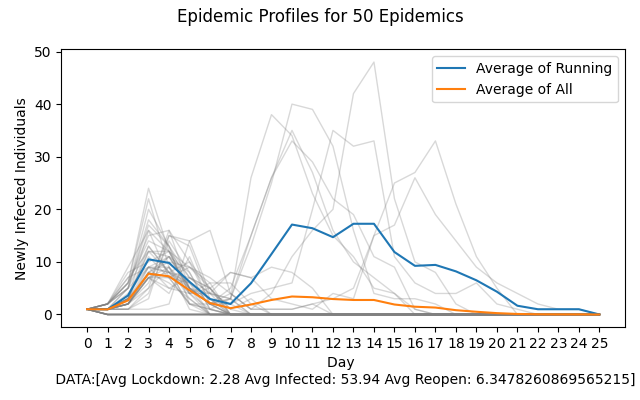 Epidemic Profiles for 50 Epidemics
50
40
30
20
10
0
Newly Infected Individuals
Average of Running
Average of All
0 1 2 3 4 5 6 7 8 9 10 11 12 13 14 15 16 17 18 19 20 21 22 23 24 25
Day
DATA:[Avg Lockdown: 2.28 Avg Infected: 53.94 Avg Reopen: 6.3478260869565215]